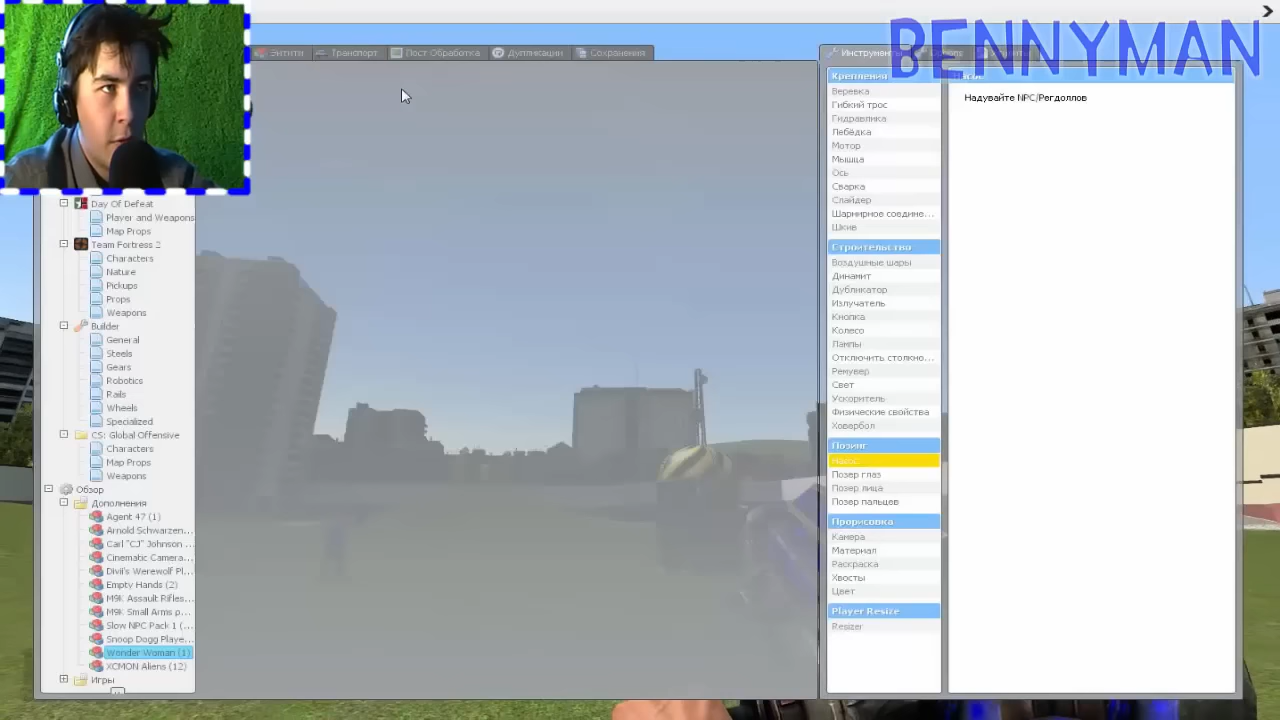 BENNYMAN
Энтити
Транспорт
Пост Обработка
Дупликации
Сохранения
Day Of Defeat
Player and Weapons
Map Props
Team Fortress 2
Characters
Nature
Pickups
Props
Weapons
Builder
General
Steels
Gears
Robotics
Rails
Wheels
Specialized
CS: Global Offensive
Characters
Map Props
Weapons
Обзор
Дополнения
Agent 47 (1)
Arnold Schwarzen...
Carl "CJ" Johnson ...
Cinematic Camera...
Divii's Werewolf Pl...
Empty Hands (2)
M9K Assault Rifles...
M9K Small Arms p...
Slow NPC Pack 1 (...
Snoop Dogg Playe...
Wonder Woman (1)
XCMON Aliens (12)
Игры
Крепления
Веревка
Гибкий трос
Гидравлика
Лебёдка
Мотор
Мышца
Ось
Сварка
Слайдер
Шарнирное соедине...
Шкив
Строительство
Воздушные шары
Динамит
Дубликатор
Излучатель
Кнопка
Колесо
Лампы
Отключить столкно...
Ремувер
Свет
Ускоритель
Физические свойства
Ховербол
Позинг
Насос
Позер глаз
Позер лица
Позер пальцев
Прорисовка
Камера
Материал
Раскраска
Хвосты
Цвет
Player Resize
Resizer
Надувайте NPC/Регдоллов